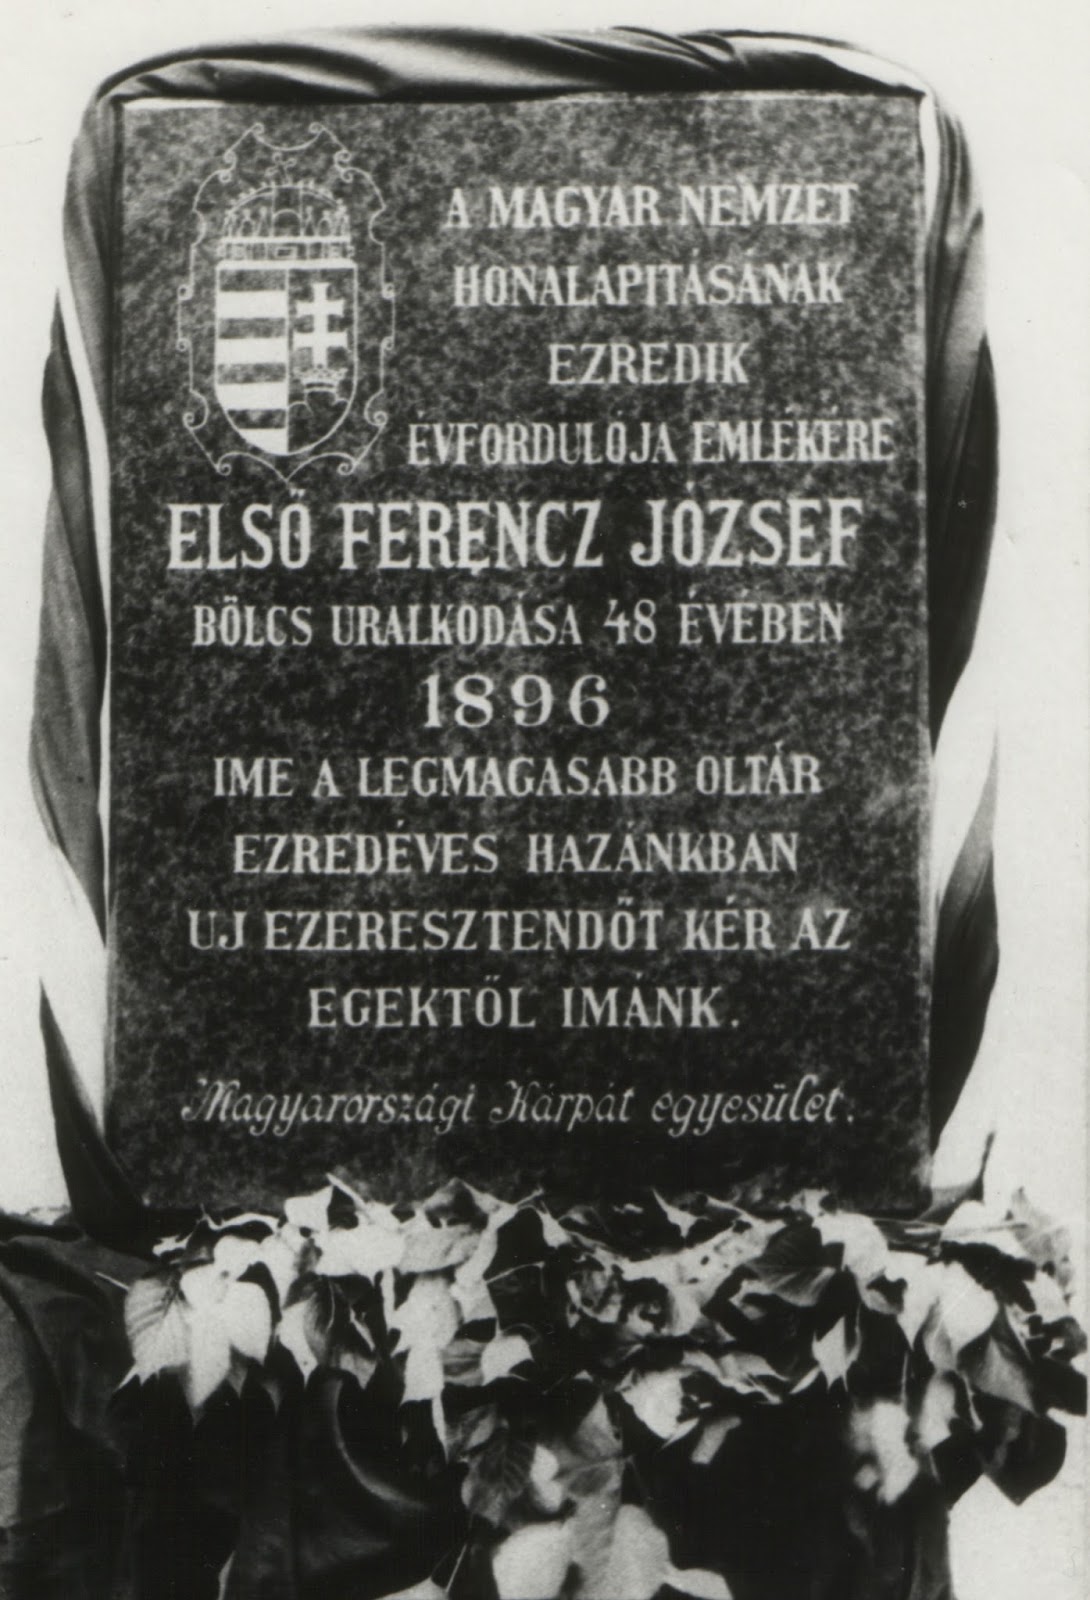 A MAGYAR NEMZET
HONALAPITÁSÁNAK
EZREDIK
ÉVFORDULÓJA EMLÉKÉRE
ELSŐ FERENCZ JÓZSEF
BÖLCS URALKODÁSA 48 ÉVÉBEN
1896
IME A LEGMAGASABB OLTÁR
EZREDÉVES HAZÁNKBAN
UJ EZERESZTENDŐT KÉR AZ
EGEKTŐL IMÁNK.
Magyarországi Kárpát egyesület.